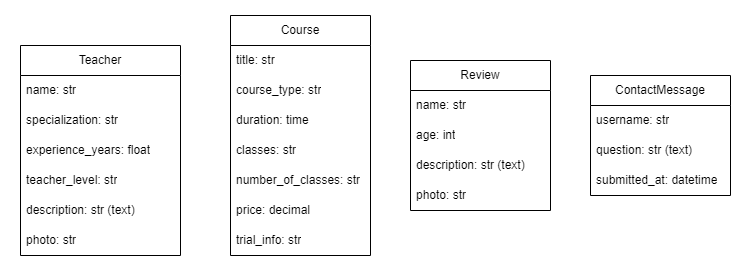 Teacher
name: str
specialization: str
experience_years: float
teacher_level: str
description: str (text)
photo: str
Course
title: str
course_type: str
duration: time
classes: str
number_of_classes: str
price: decimal
trial_info: str
Review
name: str
age: int
description: str (text)
photo: str
ContactMessage
username: str
question: str (text)
submitted_at: datetime